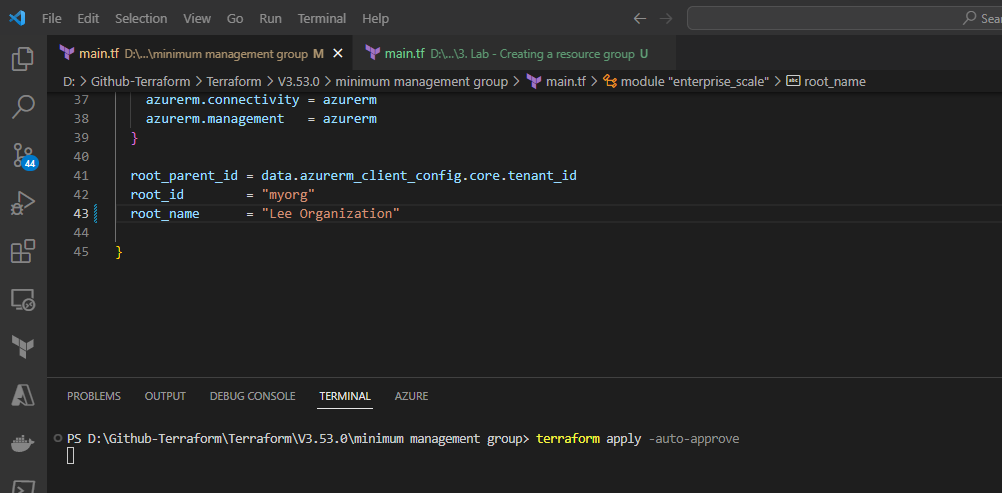 File Edit Selection View Go Run Terminal Help
main.tf D:\...\minimum management group M main.tf D:\...\3. Lab - Creating a resource group U
D: > Github-Terraform > Terraform > V3.53.0 > minimum management group > main.tf > module "enterprise_scale" > abc root_name
37 azurerm.connectivity = azurerm
38 azurerm.management = azurerm
39 }
40
41 root_parent_id = data.azurerm_client_config.core.tenant_id
42 root_id = "myorg"
43 root_name = "Lee Organization"
44
45 }
44
PROBLEMS OUTPUT DEBUG CONSOLE TERMINAL AZURE
PS D:\Github-Terraform\Terraform\V3.53.0\minimum management group> terraform apply -auto-approve